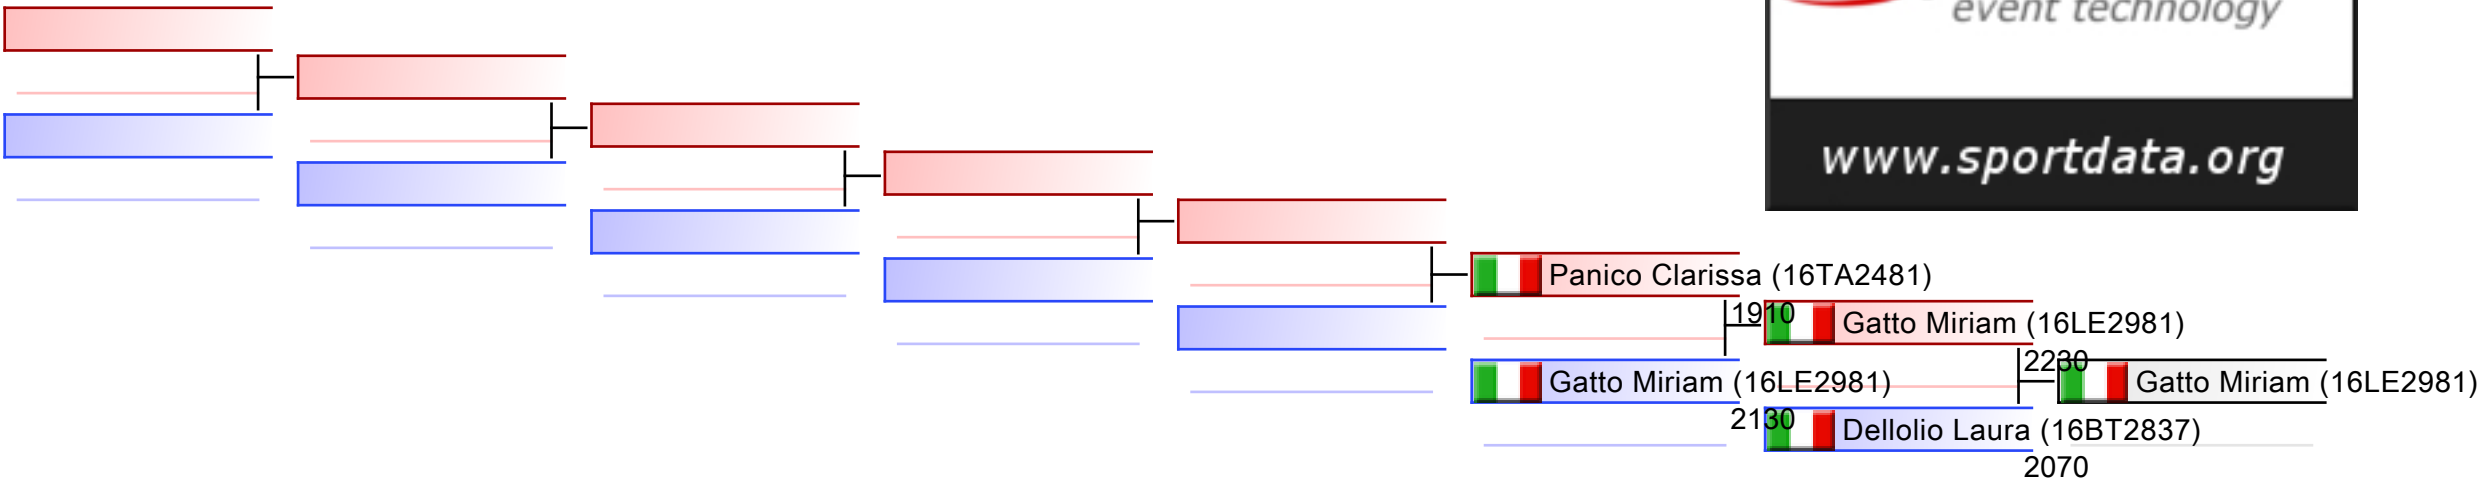 event technology
www.sportdata.org
Panico Clarissa (16TA2481)
1910
Gatto Miriam (16LE2981)
2230
Gatto Miriam (16LE2981)
2130
Gatto Miriam (16LE2981)
Dellolio Laura (16BT2837)
2070